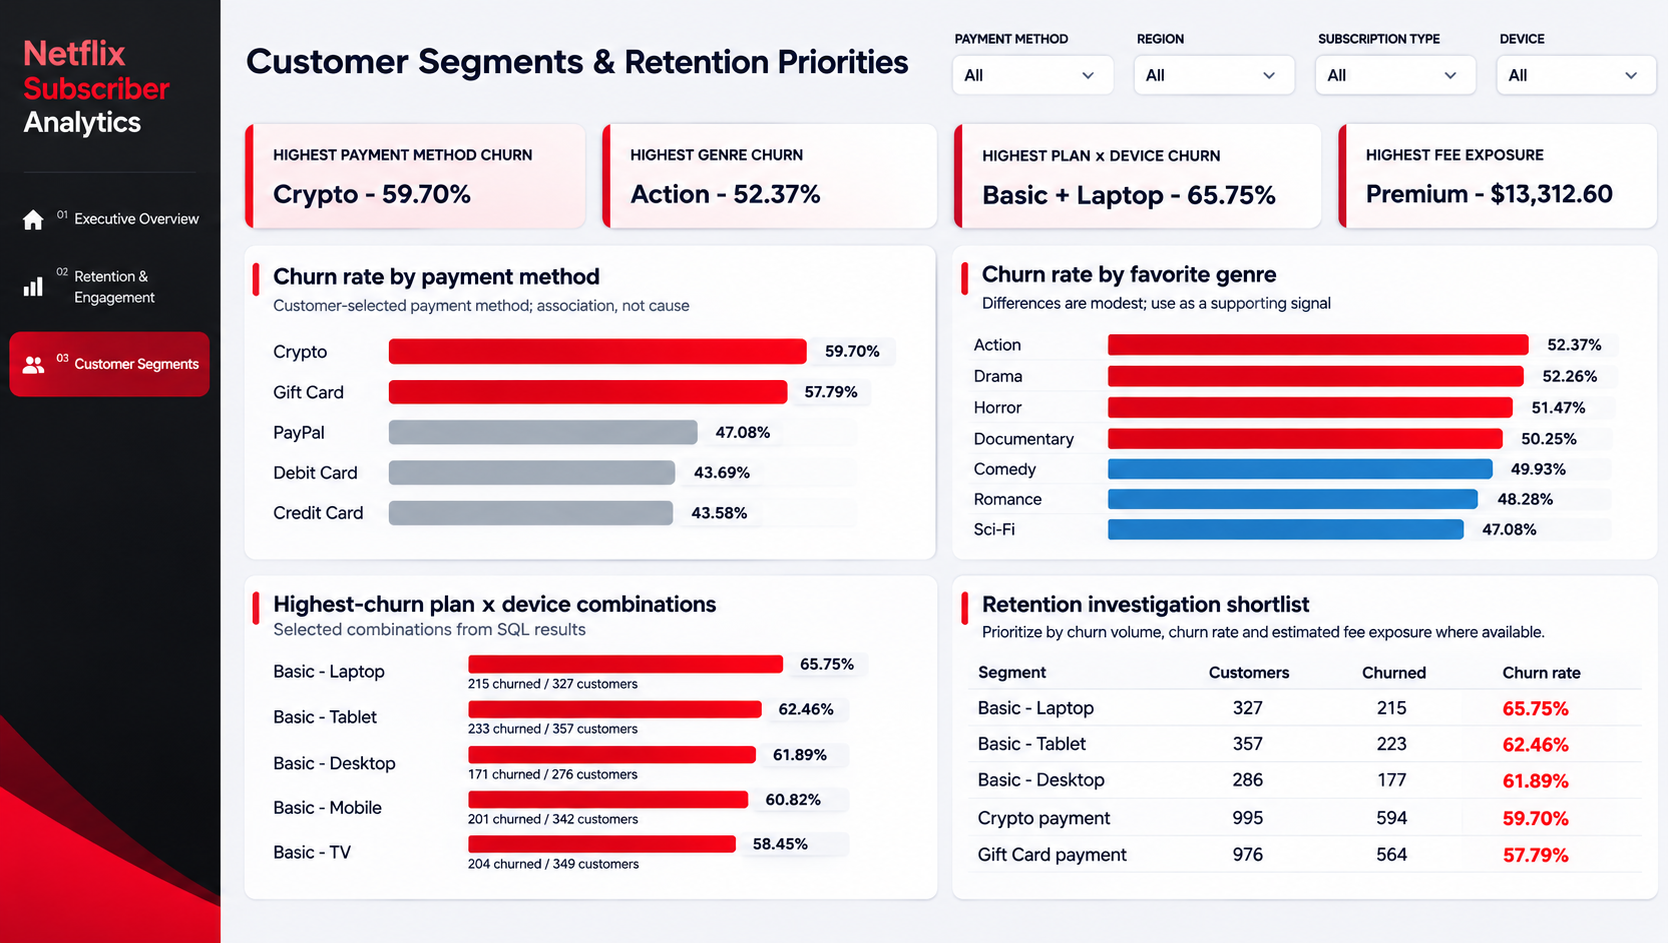 Netflix
Subscriber
Analytics
01 Executive Overview
02 Retention &
Engagement
03 Customer Segments
Customer Segments & Retention Priorities
PAYMENT METHOD
All
REGION
All
SUBSCRIPTION TYPE
All
DEVICE
All
HIGHEST PAYMENT METHOD CHURN
Crypto - 59.70%
HIGHEST GENRE CHURN
Action - 52.37%
HIGHEST PLAN x DEVICE CHURN
Basic + Laptop - 65.75%
HIGHEST FEE EXPOSURE
Premium - $13,312.60
Churn rate by payment method
Customer-selected payment method; association, not cause
Crypto 59.70%
Gift Card 57.79%
PayPal 47.08%
Debit Card 43.69%
Credit Card 43.58%
Churn rate by favorite genre
Differences are modest; use as a supporting signal
Action 52.37%
Drama 52.26%
Horror 51.47%
Documentary 50.25%
Comedy 49.93%
Romance 48.28%
Sci-Fi 47.08%
Highest-churn plan x device combinations
Selected combinations from SQL results
Basic - Laptop 65.75%
215 churned / 327 customers
Basic - Tablet 62.46%
233 churned / 357 customers
Basic - Desktop 61.89%
171 churned / 276 customers
Basic - Mobile 60.82%
201 churned / 342 customers
Basic - TV 58.45%
204 churned / 349 customers
Retention investigation shortlist
Prioritize by churn volume, churn rate and estimated fee exposure where available.
Segment Customers Churned Churn rate
Basic - Laptop 327 215 65.75%
Basic - Tablet 357 223 62.46%
Basic - Desktop 286 177 61.89%
Crypto payment 995 594 59.70%
Gift Card payment 976 564 57.79%